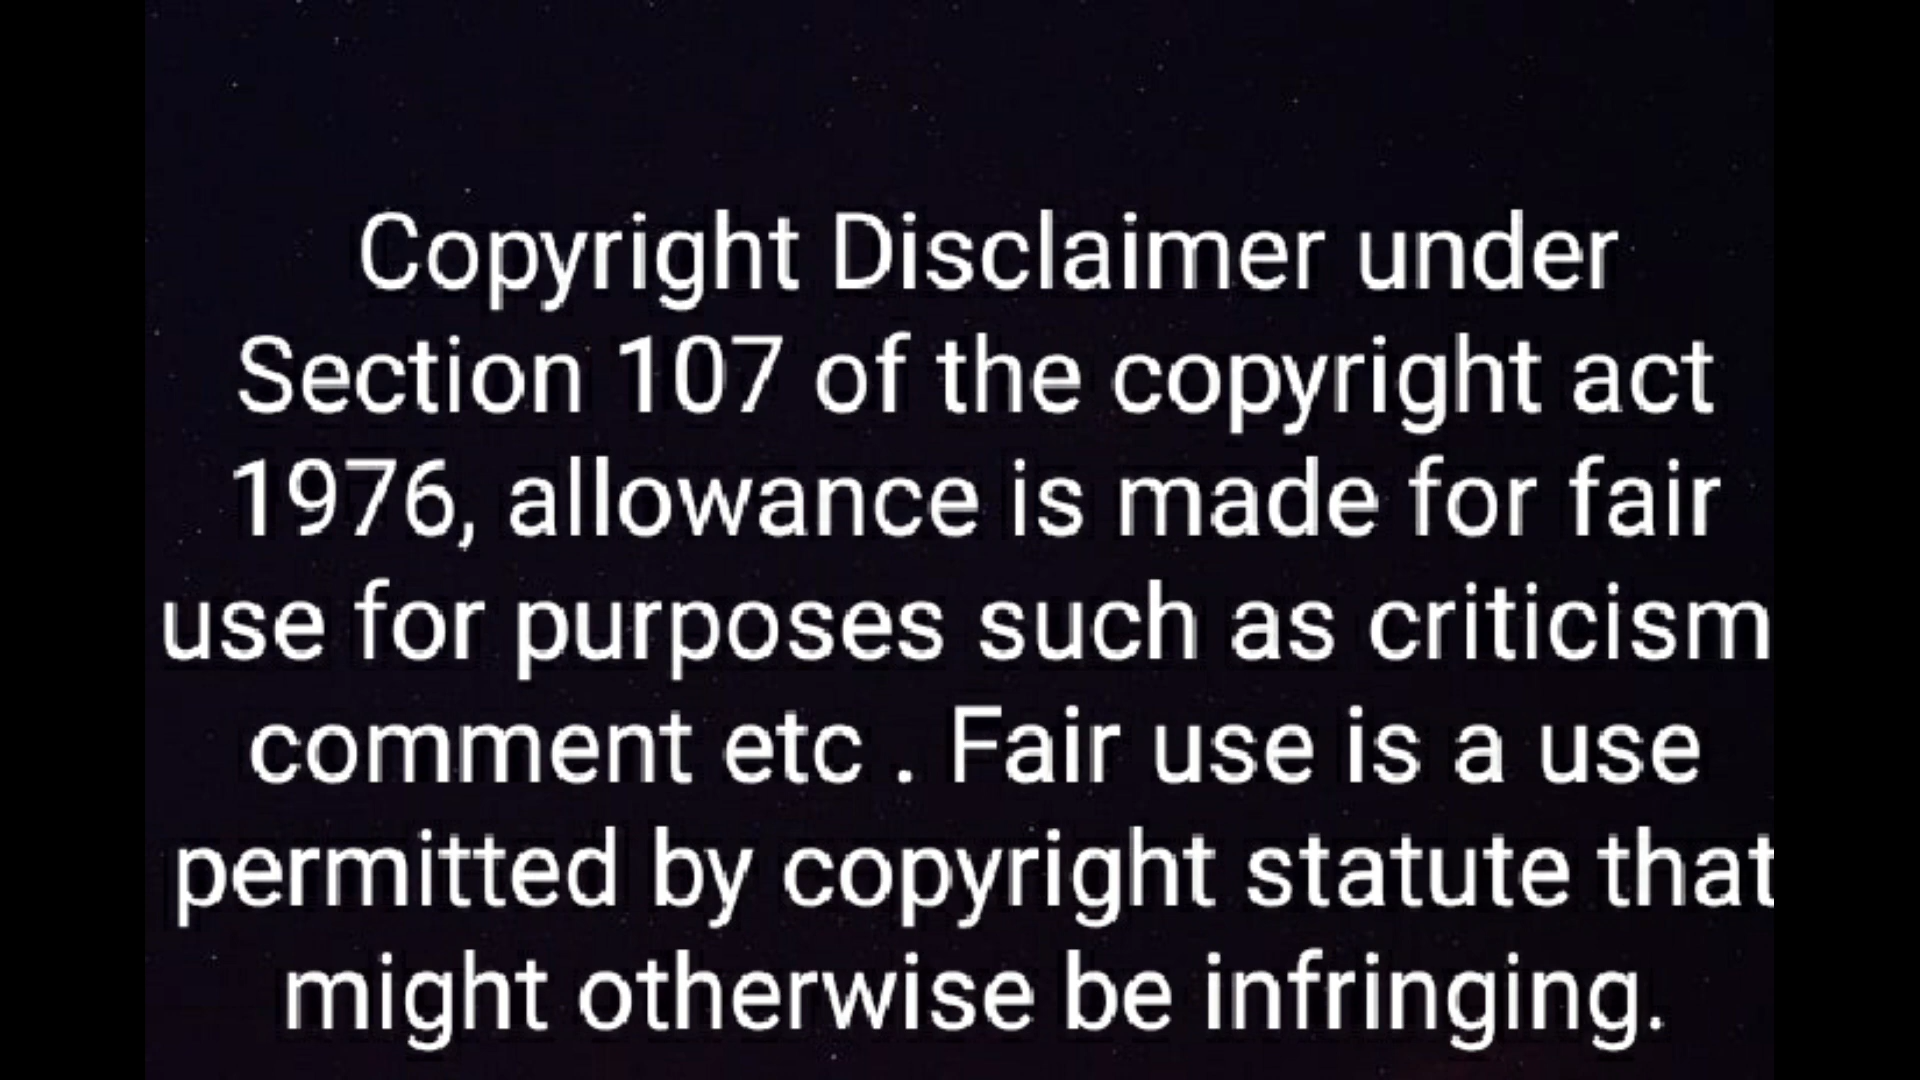 Copyright Disclaimer under
Section 107 of the copyright act
1976, allowance is made for fair
use for purposes such as criticism
comment etc . Fair use is a use
permitted by copyright statute that
might otherwise be infringing.